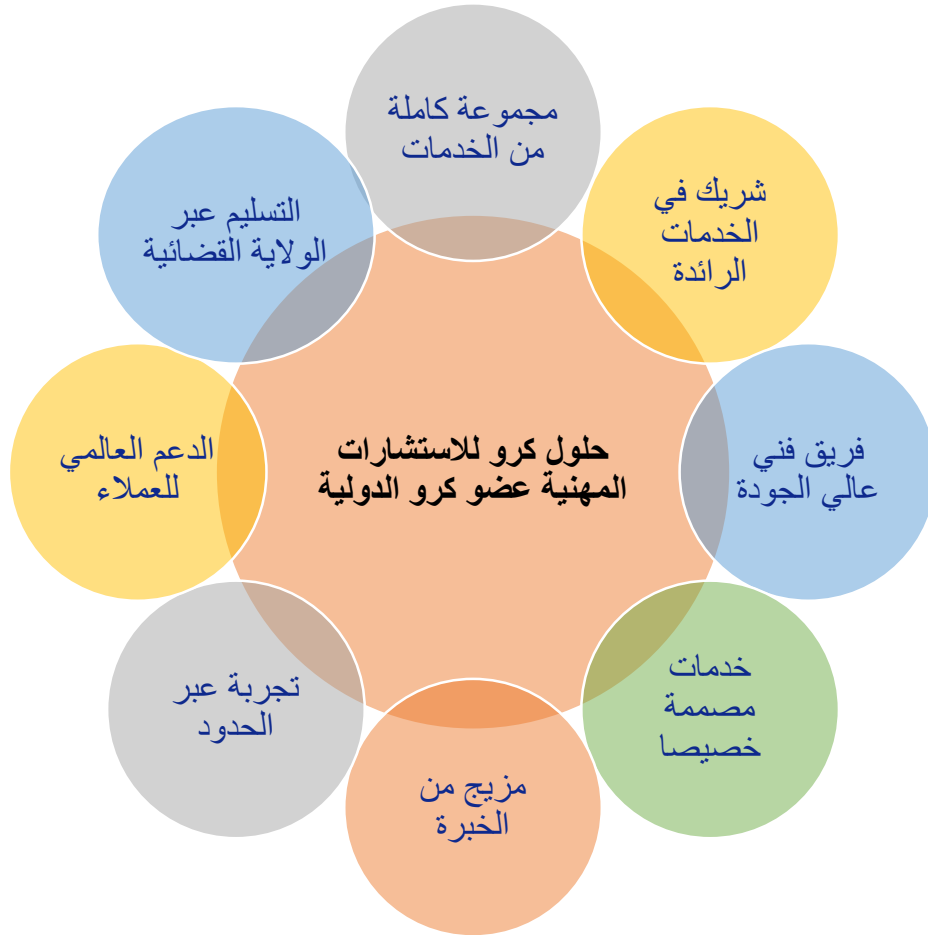 مجموعة كاملة
من الخدمات
شريك في
الخدمات
الرائدة
فريق فني
عالي الجودة
خدمات
مصممة
خصيصا
مزيج من
الخبرة
تجربة عبر
الحدود
الدعم العالمي
للعملاء
التسليم عبر
الولاية القضائية
حلول كرو للاستشارات
المهنية عضو كرو الدولية